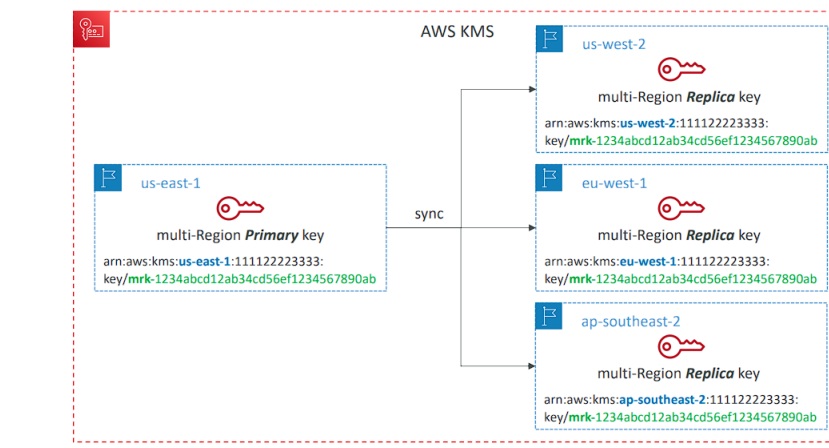 AWS KMS
us-west-2
multi-Region Replica key
arn:aws:kms:us-west-2:111122223333:
key/mrk-1234abcd12ab34cd56ef1234567890ab
us-east-1
multi-Region Primary key
arn:aws:kms:us-east-1:111122223333:
key/mrk-1234abcd12ab34cd56ef1234567890ab
sync
eu-west-1
multi-Region Replica key
arn:aws:kms:eu-west-1:111122223333:
key/mrk-1234abcd12ab34cd56ef1234567890ab
ap-southeast-2
multi-Region Replica key
arn:aws:kms:ap-southeast-2:111122223333:
key/mrk-1234abcd12ab34cd56ef1234567890ab